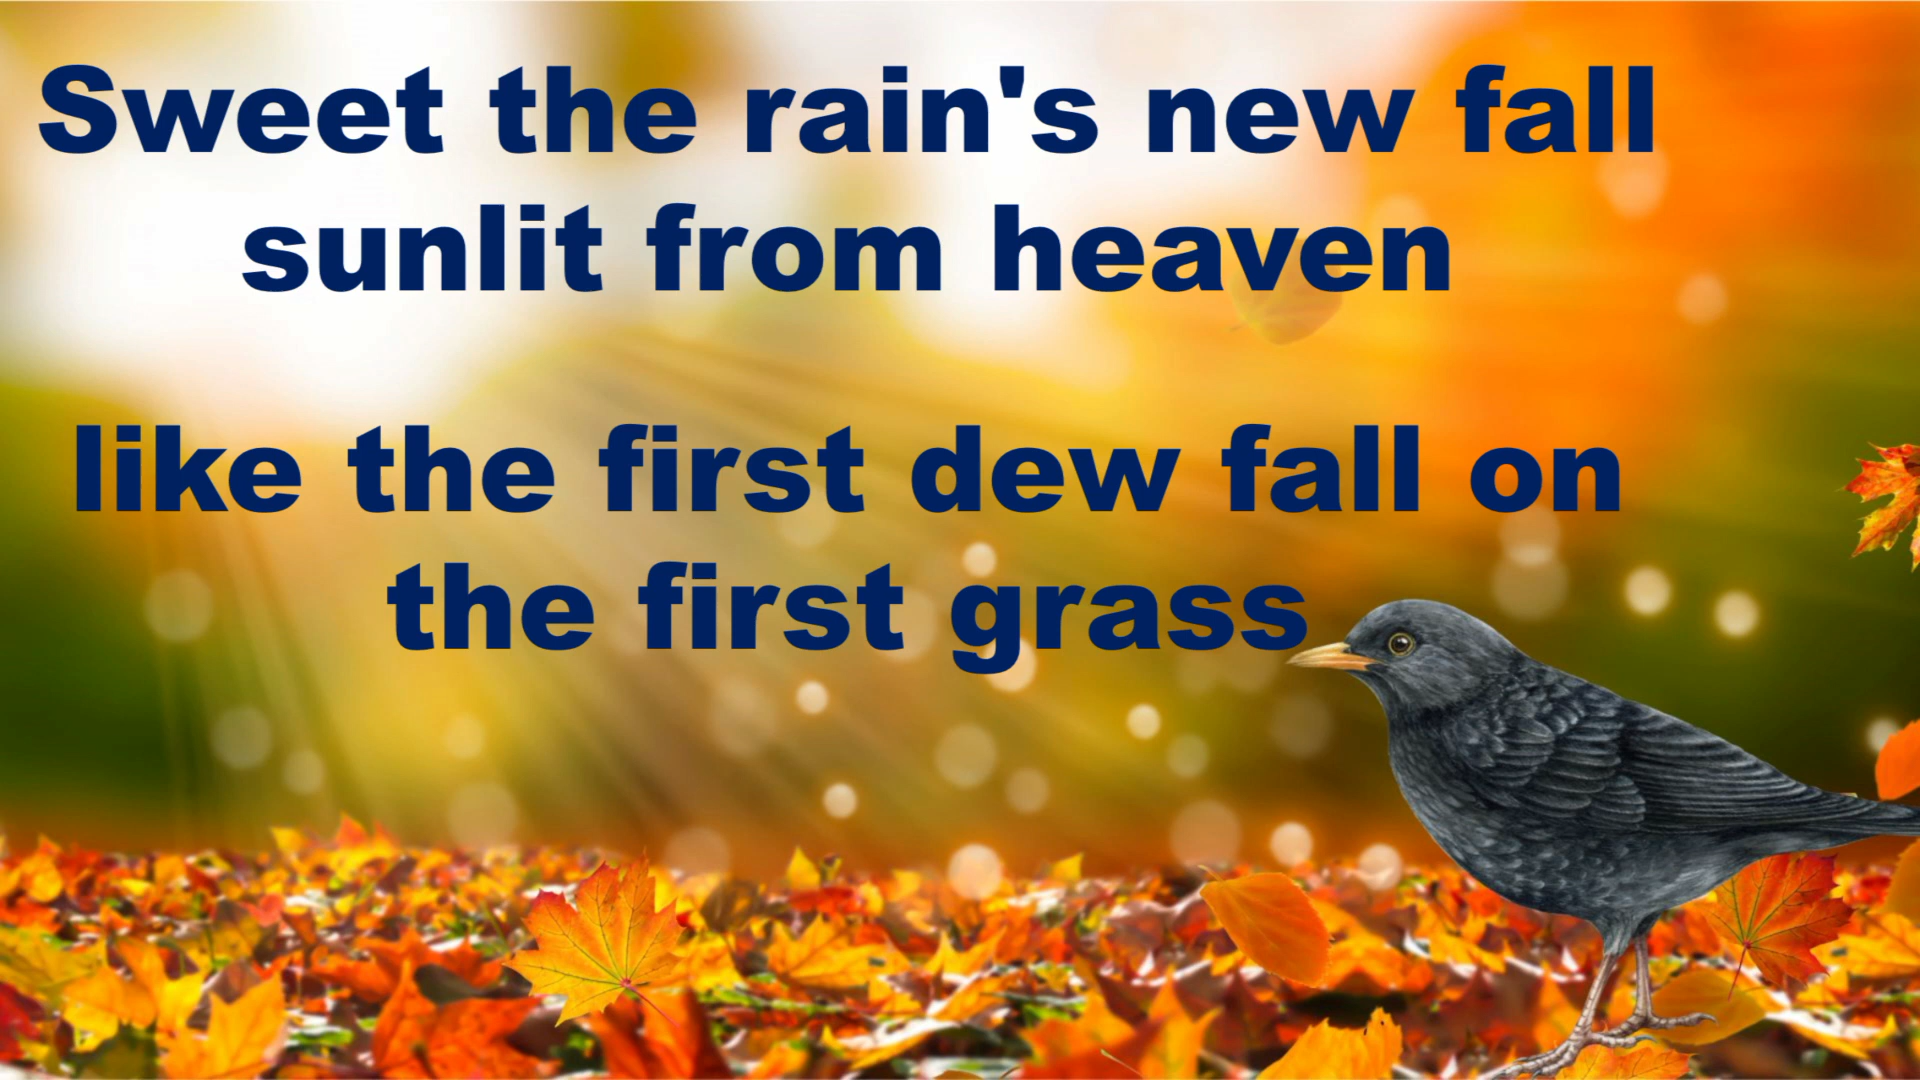 Sweet the rain's new fall
sunlit from heaven
like the first dew fall on
the first grass